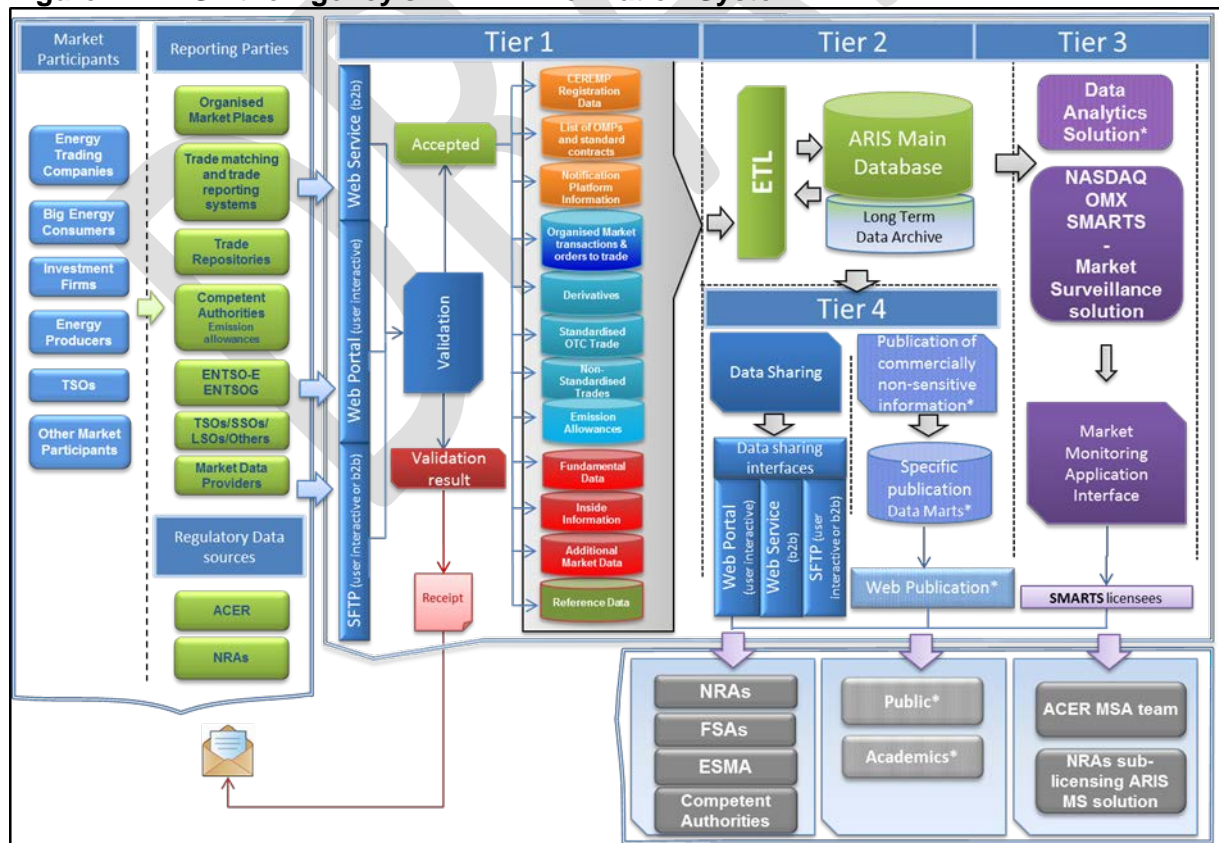 Market
Participants
Energy
Trading
Companies
Big Energy
Consumers
Investment
Firms
Energy
Producers
TSOs
Other Market
Participants
Reporting Parties
Organised
Market Places
Trade matching
and trade
reporting
systems
Trade
Repositories
Competent
Authorities
Emission
allowances
ENTSO-E
ENTSOG
TSOs/SSOs/
LSOs/Others
Market Data
Providers
Regulatory Data
sources
ACER
NRAs
Tier 1
Web Service (b2b)
Web Portal (user interactive)
SFTP (user interactive or b2b)
Accepted
Validation
Validation
result
Receipt
CEREMP
Registration
Data
List of OMPs
and standard
contracts
Notification
Platform
Information
Organised Market
transactions &
orders to trade
Derivatives
Standardised
OTC Trade
Non-
Standardised
Trades
Emission
Allowances
Fundamental
Data
Inside
Information
Additional
Market Data
Reference Data
Tier 2
ETL
ARIS Main
Database
Long Term
Data Archive
Tier 4
Data Sharing
Data sharing
interfaces
Web Portal
(user interactive)
Web Service
(b2b)
SFTP (user
interactive or b2b)
Publication of
commercially
non-sensitive
information*
Specific
publication
Data Marts*
Web Publication*
Tier 3
Data
Analytics
Solution*
NASDAQ
OMX
SMARTS
-
Market
Surveillance
solution
Market
Monitoring
Application
Interface
SMARTS licensees
NRAs
FSAs
ESMA
Competent
Authorities
Public*
Academics*
ACER MSA team
NRAs sub-
licensing ARIS
MS solution